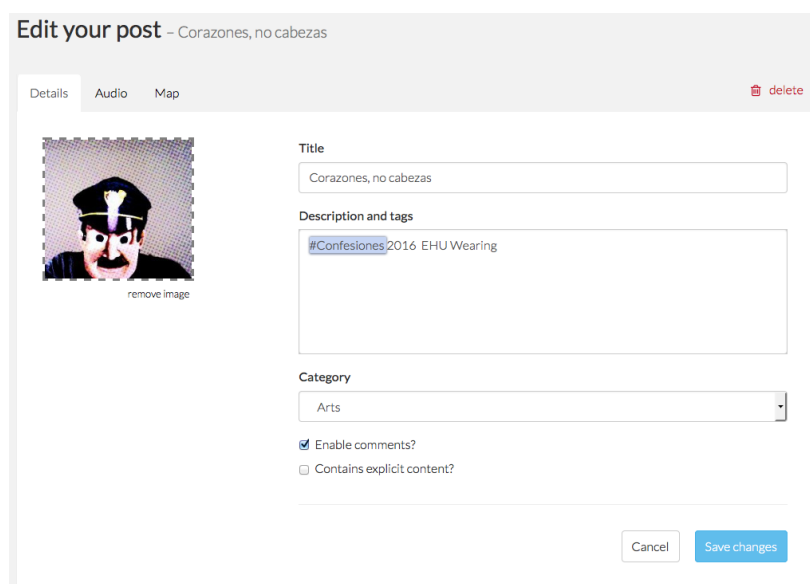 Edit your post – Corazones, no cabezas
Details Audio Map delete
Title
Corazones, no cabezas
Description and tags
#Confesiones 2016 EHU Wearing
remove image
Category
Arts
Enable comments?
Contains explicit content?
Cancel Save changes